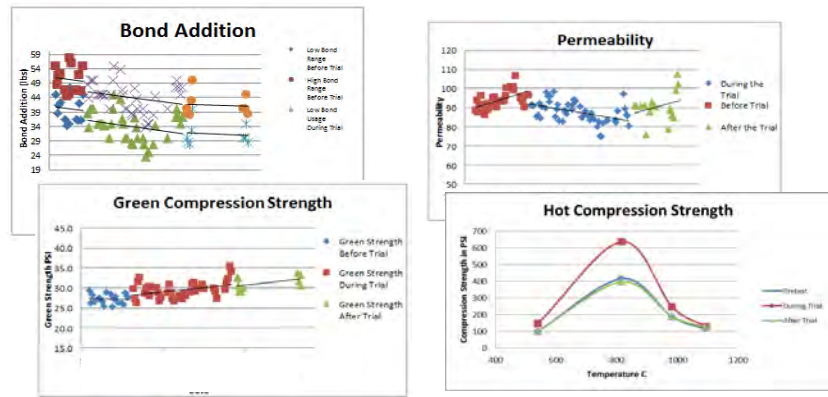 Bond Addition
59
54
49
44
39
34
29
24
19
Bond Addition (lbs)
Low Bond
Range
Before Trial
High Bond
Range
Before Trial
Low Bond
Usage
During Trial
Permeability
120
110
100
90
80
70
60
50
Permeability
During the
Trial
Before Trial
After the Trial
Green Compression Strength
45.0
40.0
35.0
30.0
25.0
20.0
15.0
Green Strength PSI
Green Strength
Before Trial
Green Strength
During Trial
Green Strength
After Trial
Hot Compression Strength
700
600
500
400
300
200
100
0
Compression Strength in PSI
400
600
800
1000
1200
Temperature C
Pretest
During Trial
After Trial